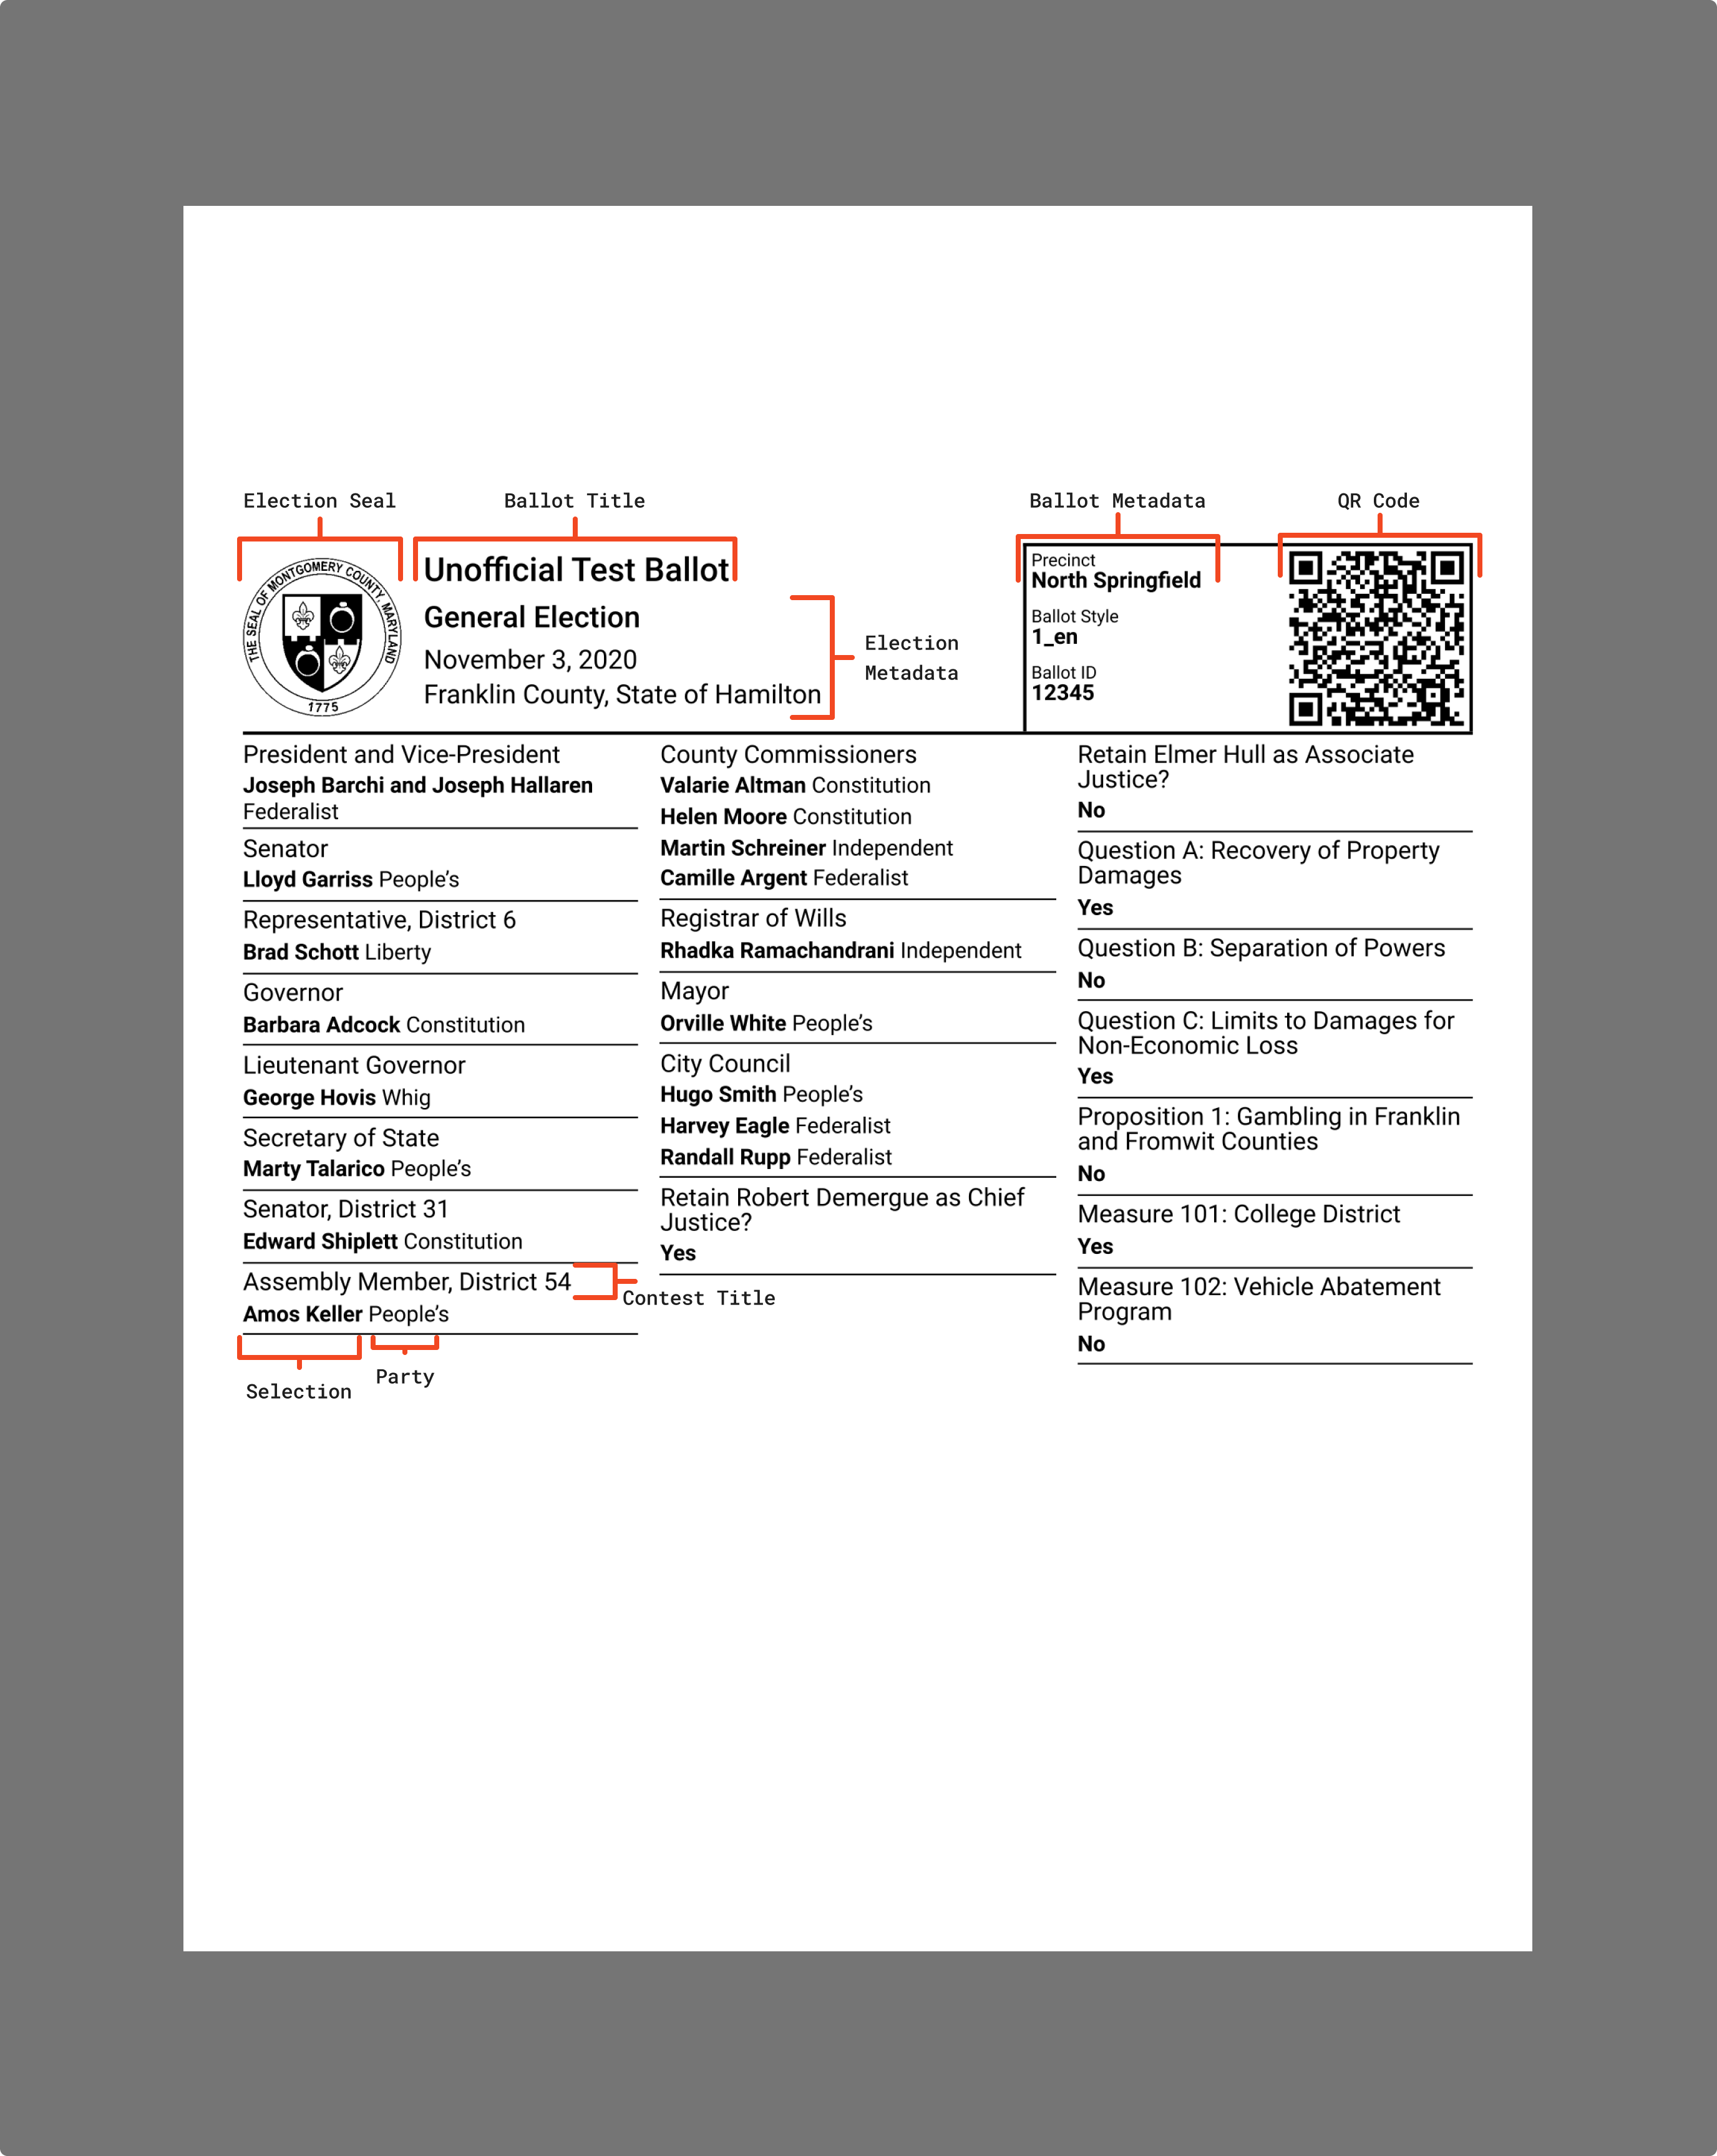 Election Seal
Ballot Title
Ballot Metadata
QR Code
THE SEAL OF MONTGOMERY COUNTY, MARYLAND
1775
Unofficial Test Ballot
General Election
November 3, 2020
Franklin County, State of Hamilton
Election
Metadata
Precinct
North Springfield
Ballot Style
1_en
Ballot ID
12345
President and Vice-President
Joseph Barchi and Joseph Hallaren
Federalist
Senator
Lloyd Garriss People’s
Representative, District 6
Brad Schott Liberty
Governor
Barbara Adcock Constitution
Lieutenant Governor
George Hovis Whig
Secretary of State
Marty Talarico People’s
Senator, District 31
Edward Shiplett Constitution
Assembly Member, District 54
Amos Keller People’s
Contest Title
Selection
Party
County Commissioners
Valarie Altman Constitution
Helen Moore Constitution
Martin Schreiner Independent
Camille Argent Federalist
Registrar of Wills
Rhadka Ramachandrani Independent
Mayor
Orville White People’s
City Council
Hugo Smith People’s
Harvey Eagle Federalist
Randall Rupp Federalist
Retain Robert Demergue as Chief
Justice?
Yes
Retain Elmer Hull as Associate
Justice?
No
Question A: Recovery of Property
Damages
Yes
Question B: Separation of Powers
No
Question C: Limits to Damages for
Non-Economic Loss
Yes
Proposition 1: Gambling in Franklin
and Fromwit Counties
No
Measure 101: College District
Yes
Measure 102: Vehicle Abatement
Program
No